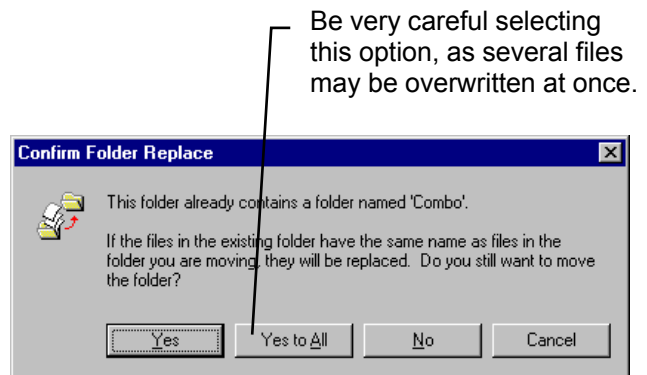 Be very careful selecting
this option, as several files
may be overwritten at once.
Confirm Folder Replace
This folder already contains a folder named 'Combo'.
If the files in the existing folder have the same name as files in the
folder you are moving, they will be replaced.  Do you still want to move
the folder?
Yes
Yes to All
No
Cancel